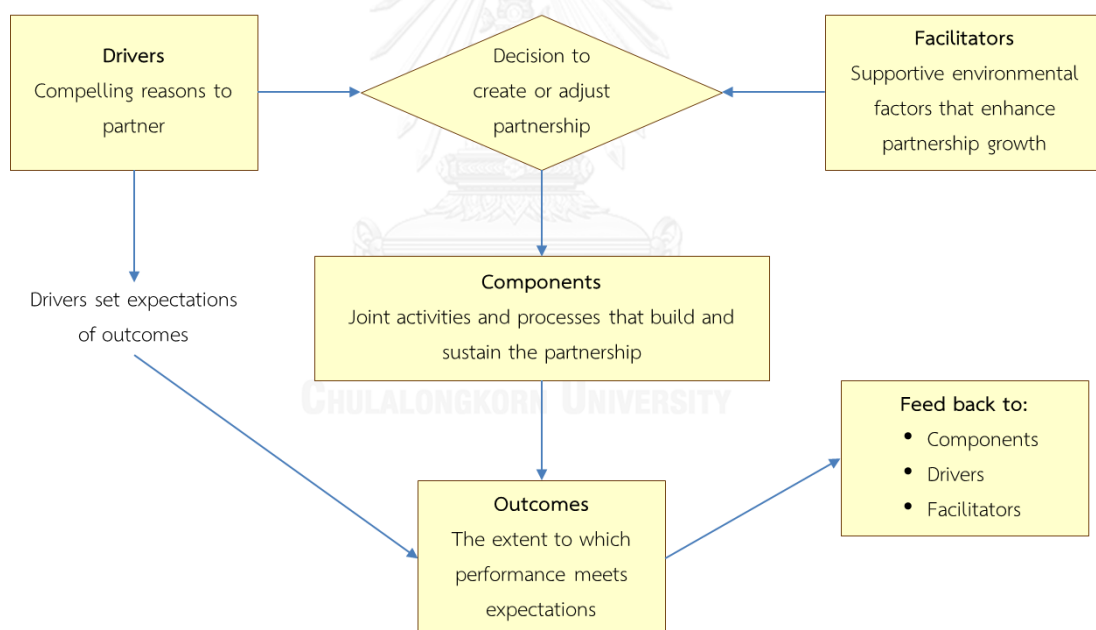 Drivers
Compelling reasons to
partner
Decision to
create or adjust
partnership
Facilitators
Supportive environmental
factors that enhance
partnership growth
Drivers set expectations
of outcomes
Components
Joint activities and processes that build and
sustain the partnership
CHULALONGKORN UNIVERSITY
Feed back to:
• Components
• Drivers
• Facilitators
Outcomes
The extent to which
performance meets
expectations